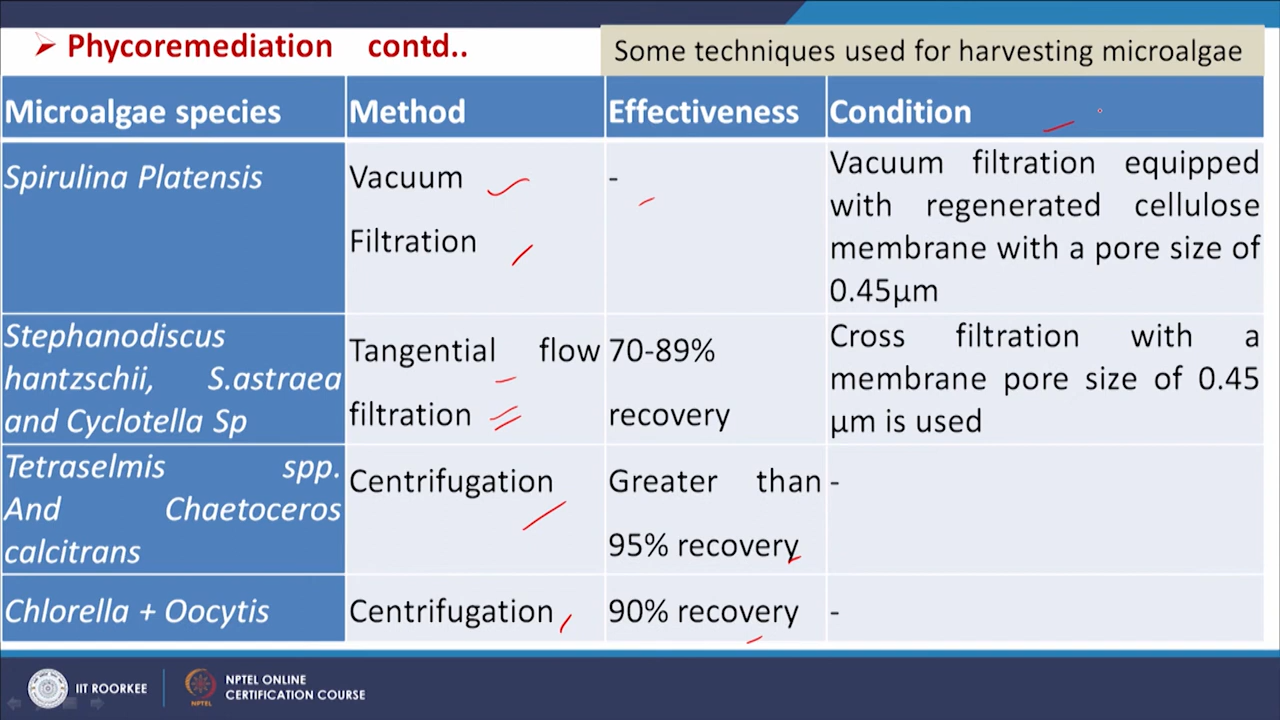 Phycoremediation contd..
Some techniques used for harvesting microalgae
Microalgae species Method Effectiveness Condition
Spirulina Platensis
Vacuum
Filtration
-
Vacuum filtration equipped
with regenerated cellulose
membrane with a pore size of
0.45µm
Stephanodiscus
hantzschii, S.astraea
and Cyclotella Sp
Tangential flow
filtration
70-89%
recovery
Cross filtration with a
membrane pore size of 0.45
µm is used
Tetraselmis spp.
And Chaetoceros
calcitrans
Centrifugation
Greater than
95% recovery
-
Chlorella + Oocytis
Centrifugation
90% recovery
-
IIT ROORKEE
NPTEL
NPTEL ONLINE
CERTIFICATION COURSE